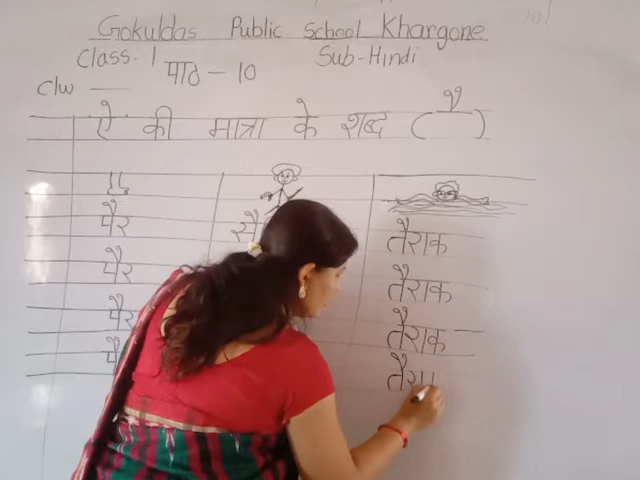 Gokuldas Public School Khargone
Class. 1 Sub-Hindi
पाठ - 10
C/w
ऐ की मात्रा के शब्द ( ै )
पैर तैराक
पैर तैराक
पैर तैराक